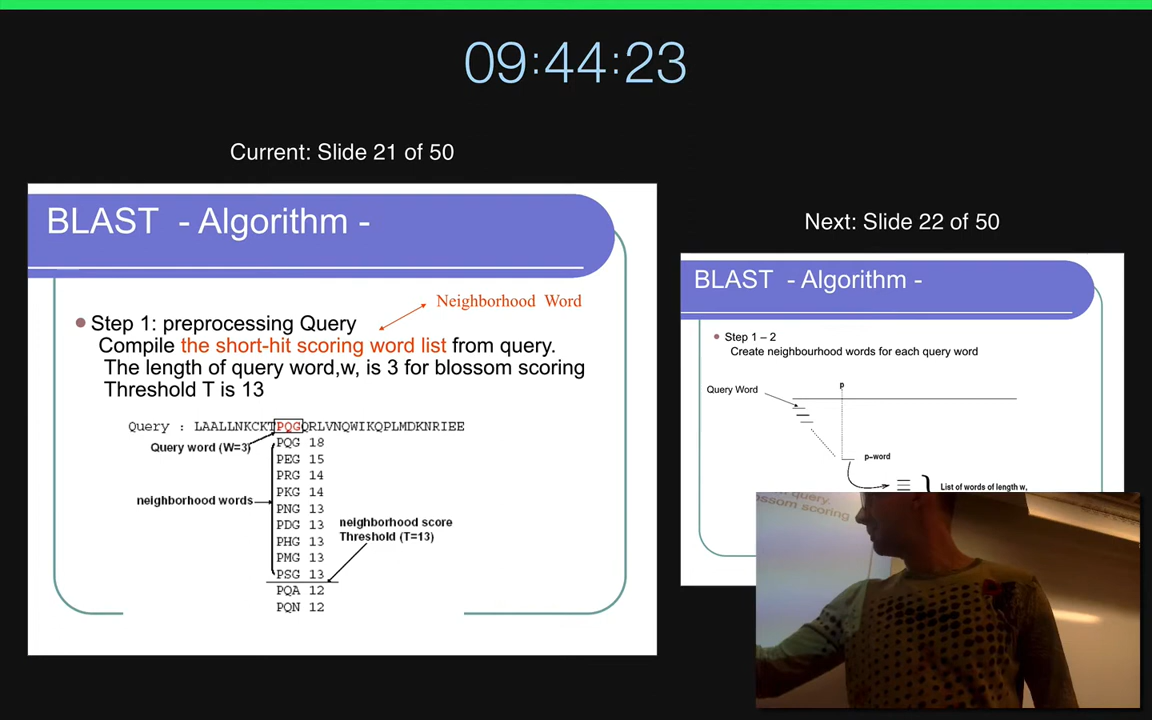 09:44:23
Current: Slide 21 of 50
BLAST - Algorithm -
Neighborhood Word
Step 1: preprocessing Query
Compile the short-hit scoring word list from query.
The length of query word,w, is 3 for blossom scoring
Threshold T is 13
Query : LAALLNKCKTPQGQRLVNQWIKQPLMDKNRIEE
Query word (W=3)
PQG 18
PEG 15
PRG 14
PKG 14
neighborhood words
PNG 13
PDG 13
PHG 13
PMG 13
PSG 13
neighborhood score
Threshold (T=13)
PQA 12
PQN 12
Next: Slide 22 of 50
BLAST - Algorithm -
Step 1 – 2
Create neighbourhood words for each query word
Query Word
p
p-word
List of words of length w,
query.
ossom scoring